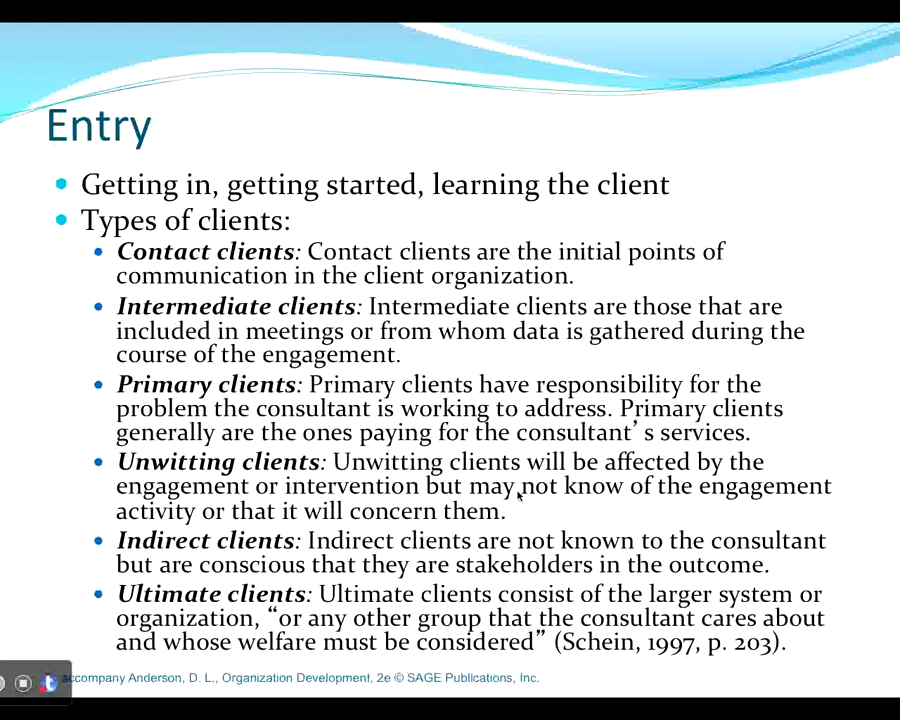 Entry
Getting in, getting started, learning the client
Types of clients:
Contact clients: Contact clients are the initial points of
communication in the client organization.
Intermediate clients: Intermediate clients are those that are
included in meetings or from whom data is gathered during the
course of the engagement.
Primary clients: Primary clients have responsibility for the
problem the consultant is working to address. Primary clients
generally are the ones paying for the consultant’s services.
Unwitting clients: Unwitting clients will be affected by the
engagement or intervention but may not know of the engagement
activity or that it will concern them.
Indirect clients: Indirect clients are not known to the consultant
but are conscious that they are stakeholders in the outcome.
Ultimate clients: Ultimate clients consist of the larger system or
organization, “or any other group that the consultant cares about
and whose welfare must be considered” (Schein, 1997, p. 203).
accompany Anderson, D. L., Organization Development, 2e © SAGE Publications, Inc.